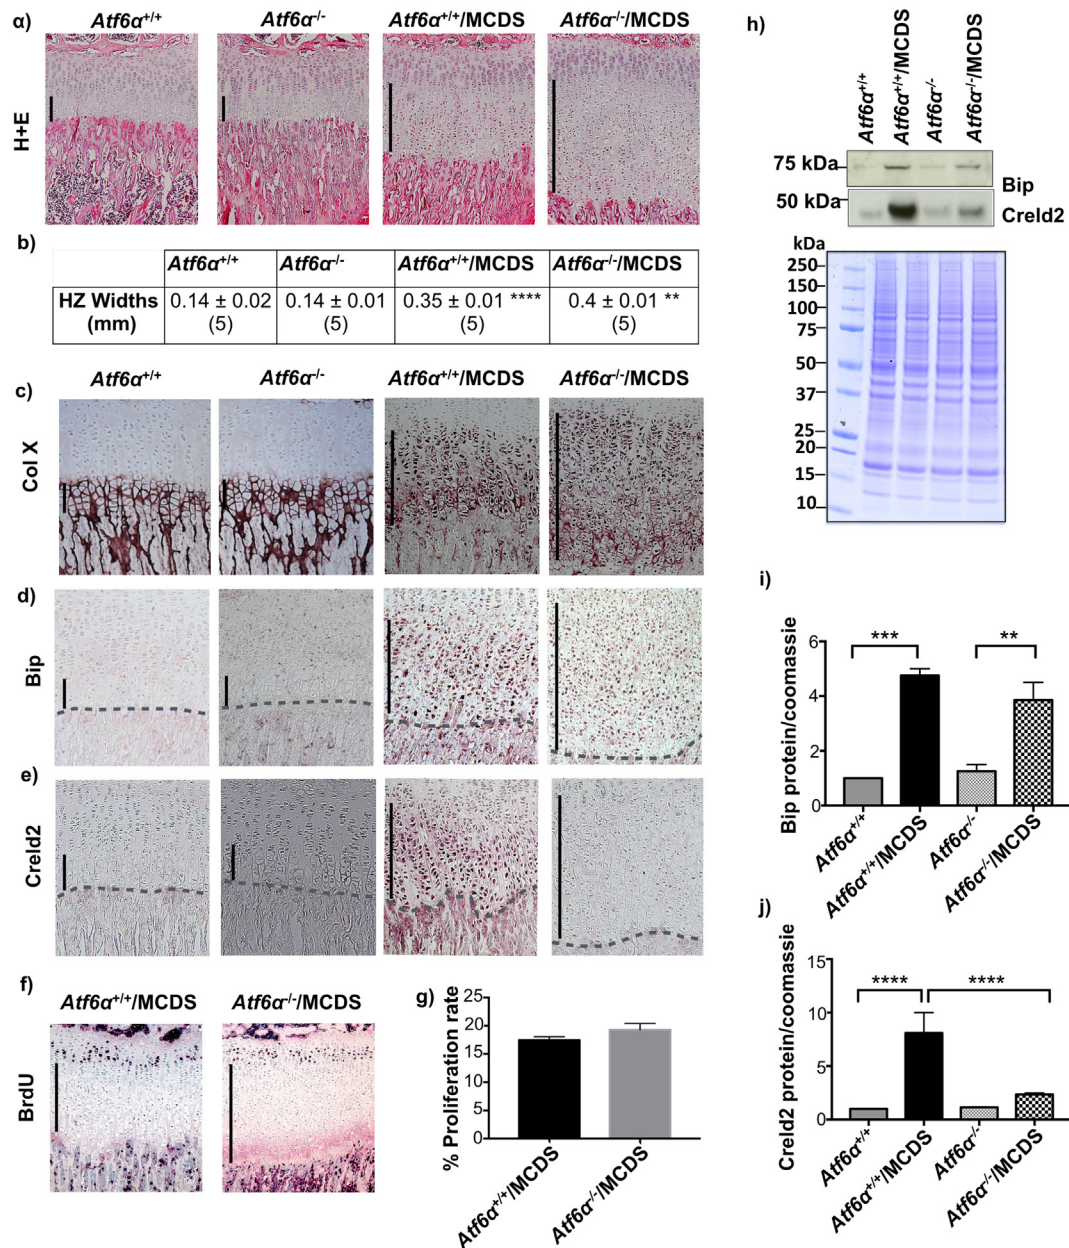 α)
Atf6α+/+
Atf6α-/-
Atf6α+/+/MCDS
Atf6α-/-/MCDS
H+E
b)
Atf6α+/+ Atf6α-/- Atf6α+/+/MCDS Atf6α-/-/MCDS
HZ Widths (mm) 0.14 ± 0.02 (5) 0.14 ± 0.01 (5) 0.35 ± 0.01 **** (5) 0.4 ± 0.01 ** (5)
Atf6α+/+
Atf6α-/-
Atf6α+/+/MCDS
Atf6α-/-/MCDS
c)
Col X
d)
Bip
e)
Creld2
f)
Atf6α+/+/MCDS
Atf6α-/-/MCDS
BrdU
g)
% Proliferation rate
25
20
15
10
5
0
Atf6α+/+/MCDS
Atf6α-/-/MCDS
h)
Atf6α+/+
Atf6α+/+/MCDS
Atf6α-/-
Atf6α-/-/MCDS
75 kDa
Bip
50 kDa
Creld2
kDa
250
150
100
75
50
37
25
20
15
10
i)
Bip protein/coomassie
6
4
2
0
***
**
Atf6α+/+
Atf6α+/+/MCDS
Atf6α-/-
Atf6α-/-/MCDS
j)
Creld2 protein/coomassie
15
10
5
0
****
****
Atf6α+/+
Atf6α+/+/MCDS
Atf6α-/-
Atf6α-/-/MCDS